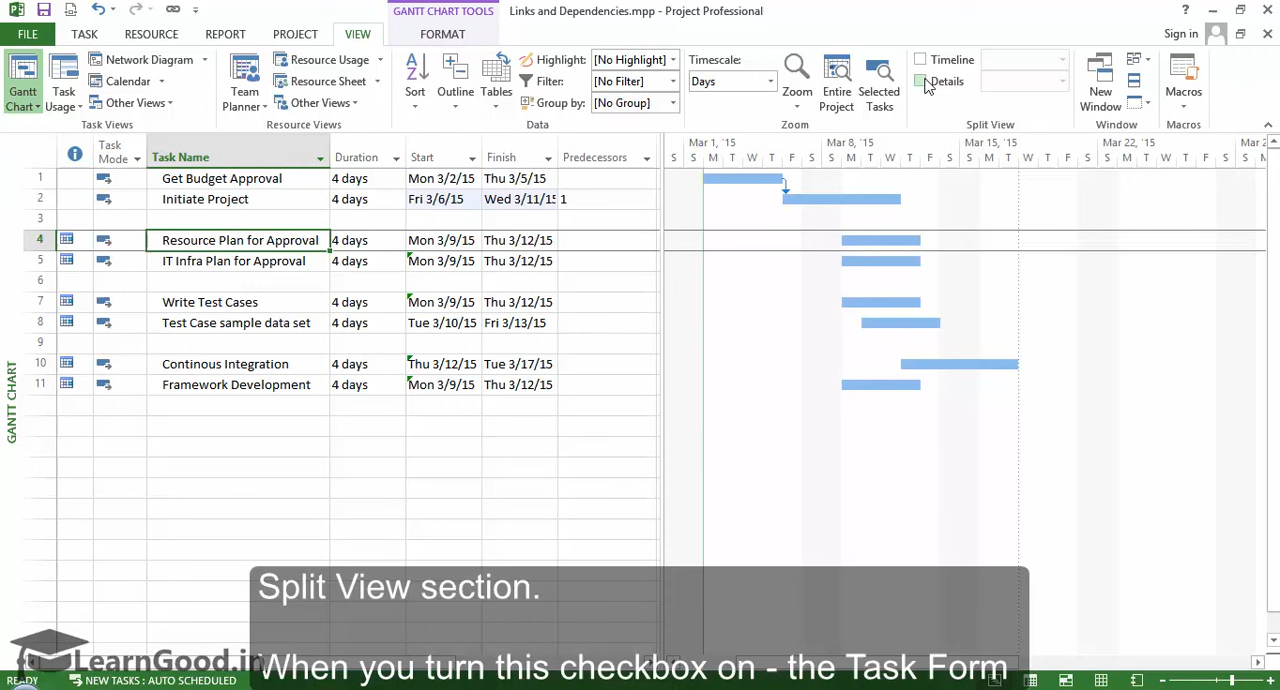 GANTT CHART TOOLS
Links and Dependencies.mpp - Project Professional
?
FILE TASK RESOURCE REPORT PROJECT VIEW FORMAT
Sign in
Gantt Chart
Task Usage
Network Diagram
Calendar
Other Views
Task Views
Team Planner
Resource Usage
Resource Sheet
Other Views
Resource Views
Sort
Outline
Tables
Highlight: [No Highlight]
Filter: [No Filter]
Group by: [No Group]
Data
Timescale:
Days
Zoom
Entire Project
Selected Tasks
Zoom
Timeline
Details
Split View
New Window
Window
Macros
Macros
Task Mode Task Name Duration Start Finish Predecessors
Mar 1, '15 Mar 8, '15 Mar 15, '15 Mar 22, '15 Mar 2
S S M T W T F S S M T W T F S S M T W T F S S M T W T F S S
1 Get Budget Approval 4 days Mon 3/2/15 Thu 3/5/15
2 Initiate Project 4 days Fri 3/6/15 Wed 3/11/15 1
3
4 Resource Plan for Approval 4 days Mon 3/9/15 Thu 3/12/15
5 IT Infra Plan for Approval 4 days Mon 3/9/15 Thu 3/12/15
6
7 Write Test Cases 4 days Mon 3/9/15 Thu 3/12/15
8 Test Case sample data set 4 days Tue 3/10/15 Fri 3/13/15
9
10 Continous Integration 4 days Thu 3/12/15 Tue 3/17/15
11 Framework Development 4 days Mon 3/9/15 Thu 3/12/15
GANTT CHART
Split View section.
When you turn this checkbox on - the Task Form
LearnGood.in
READY NEW TASKS : AUTO SCHEDULED